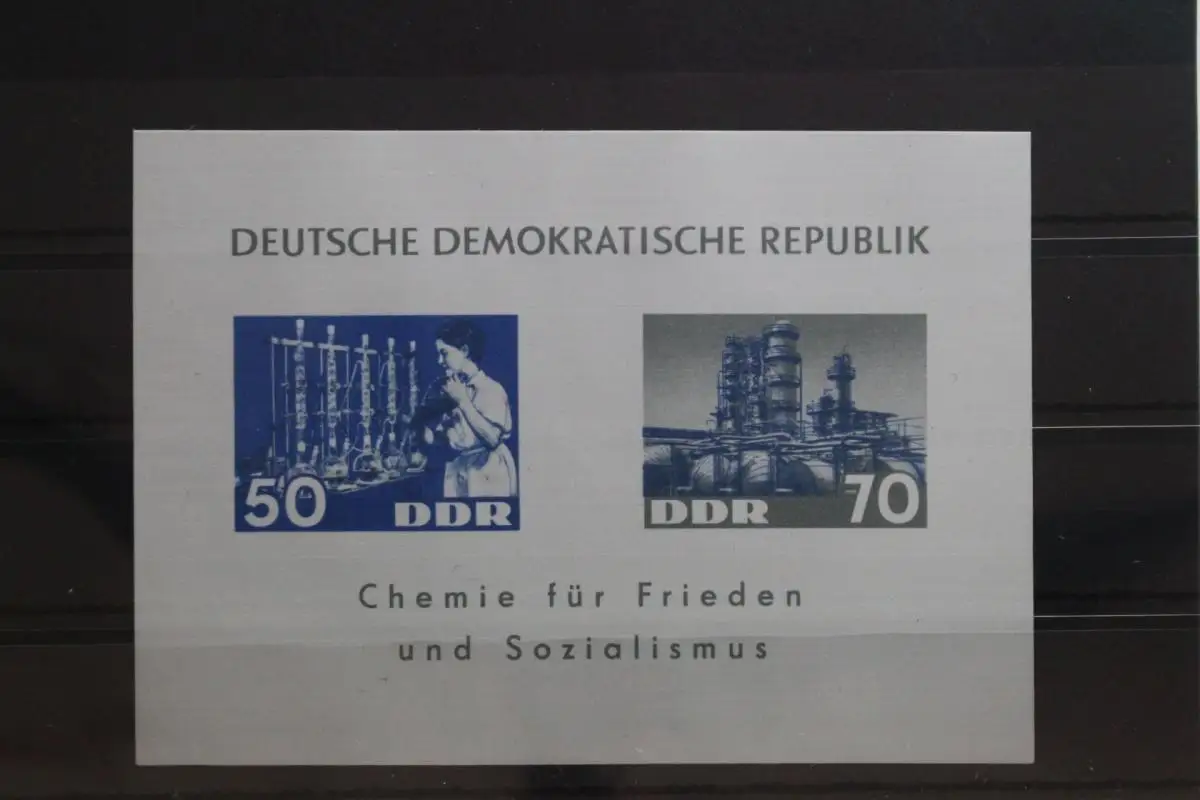 DEUTSCHE DEMOKRATISCHE REPUBLIK
50 DDR
DDR 70
Chemie für Frieden
und Sozialismus